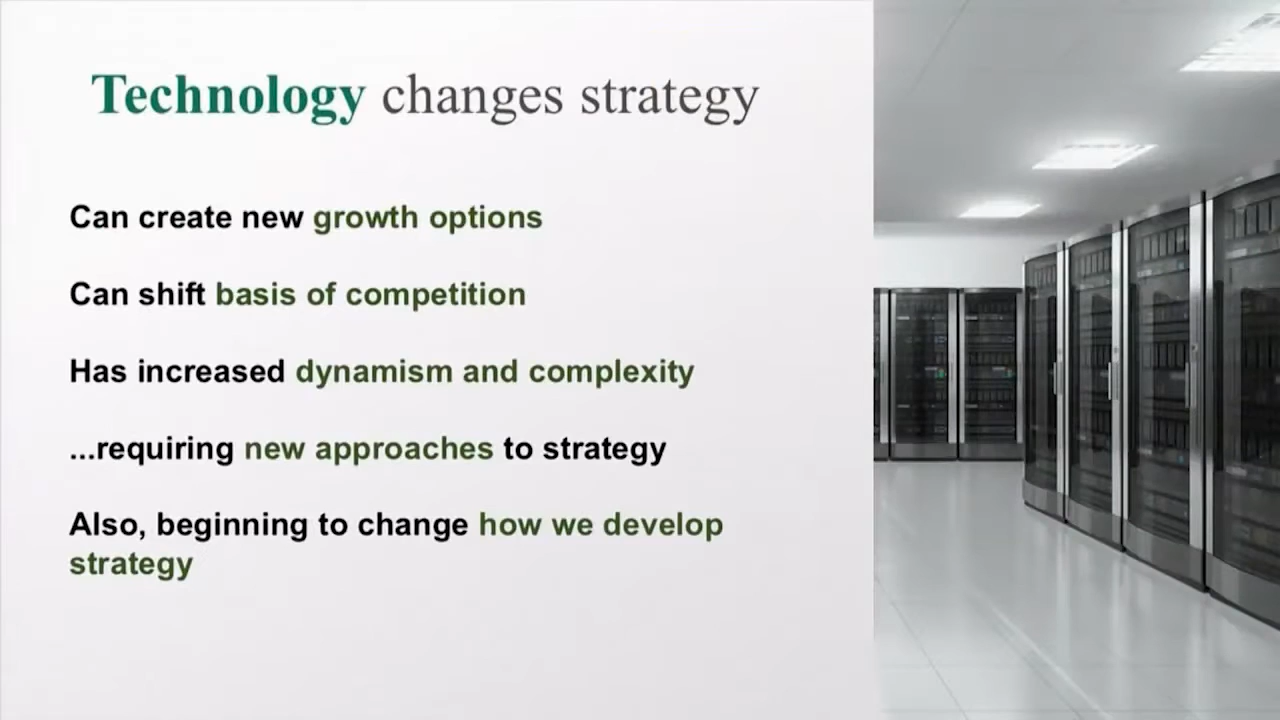 Technology changes strategy
Can create new growth options
Can shift basis of competition
Has increased dynamism and complexity
...requiring new approaches to strategy
Also, beginning to change how we develop
strategy